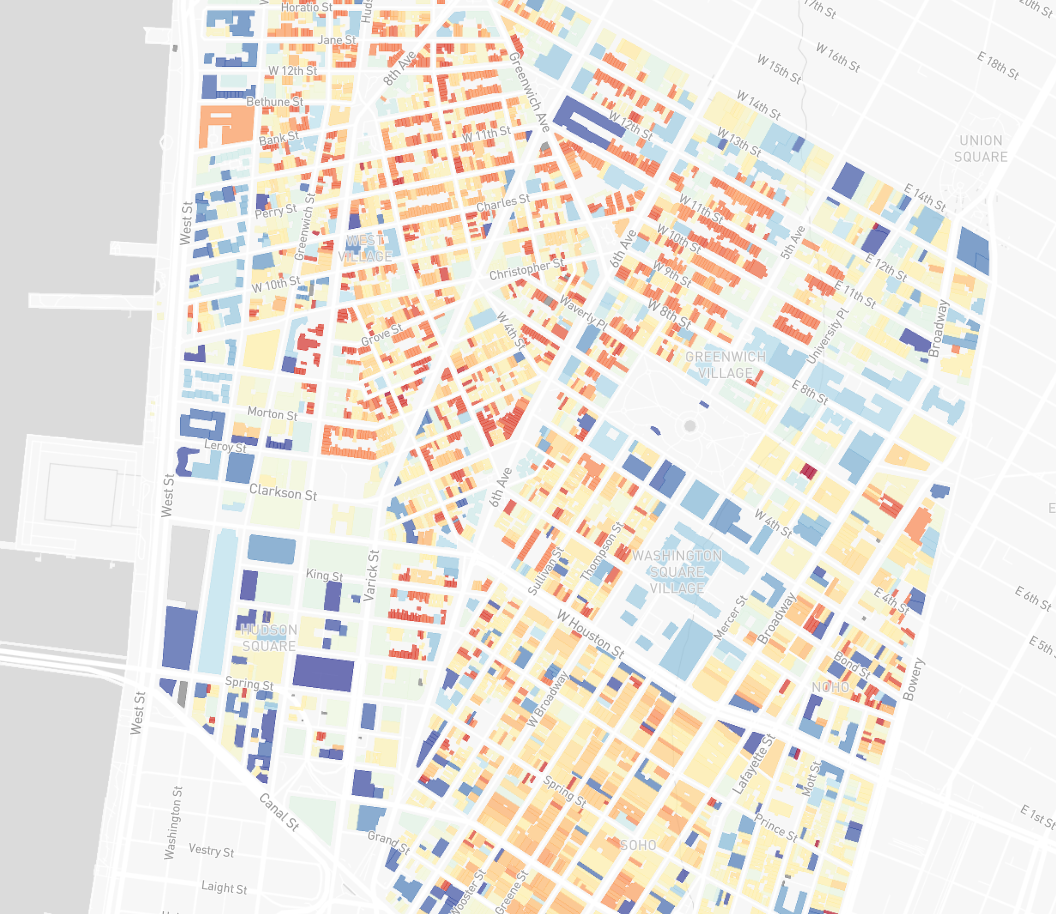 Horatio St
17th St
20th St
Jane St
W 16th St
E 18th St
W 12th St
8th Ave
W 15th St
Greenwich Ave
Bethune St
W 14th St
Bank St
W 11th St
W 12th St
W 13th St
UNION
SQUARE
E 14th St
Charles St
Perry St
West St
Greenwich St
W 11th St
WEST
VILLAGE
W 10th St
6th Ave
5th Ave
E 12th St
Christopher St
W 9th St
W 10th St
E 11th St
Waverly Pl
W 8th St
Grove St
W 4th St
University Pl
Broadway
GREENWICH
VILLAGE
E 8th St
Morton St
Leroy St
Clarkson St
West St
6th Ave
W 4th St
Sullivan St
Thompson St
WASHINGTON
SQUARE
VILLAGE
King St
Varick St
E 4th St
E 6th St
Mercer St
Broadway
W Houston St
HUDSON
SQUARE
E 5th St
Bond St
NOHO
Bowery
Spring St
West St
W Broadway
Lafayette St
Mott St
Spring St
Canal St
Washington St
Prince St
E 1st St
Grand St
SOHO
Vestry St
Laight St
Wooster St
Greene St